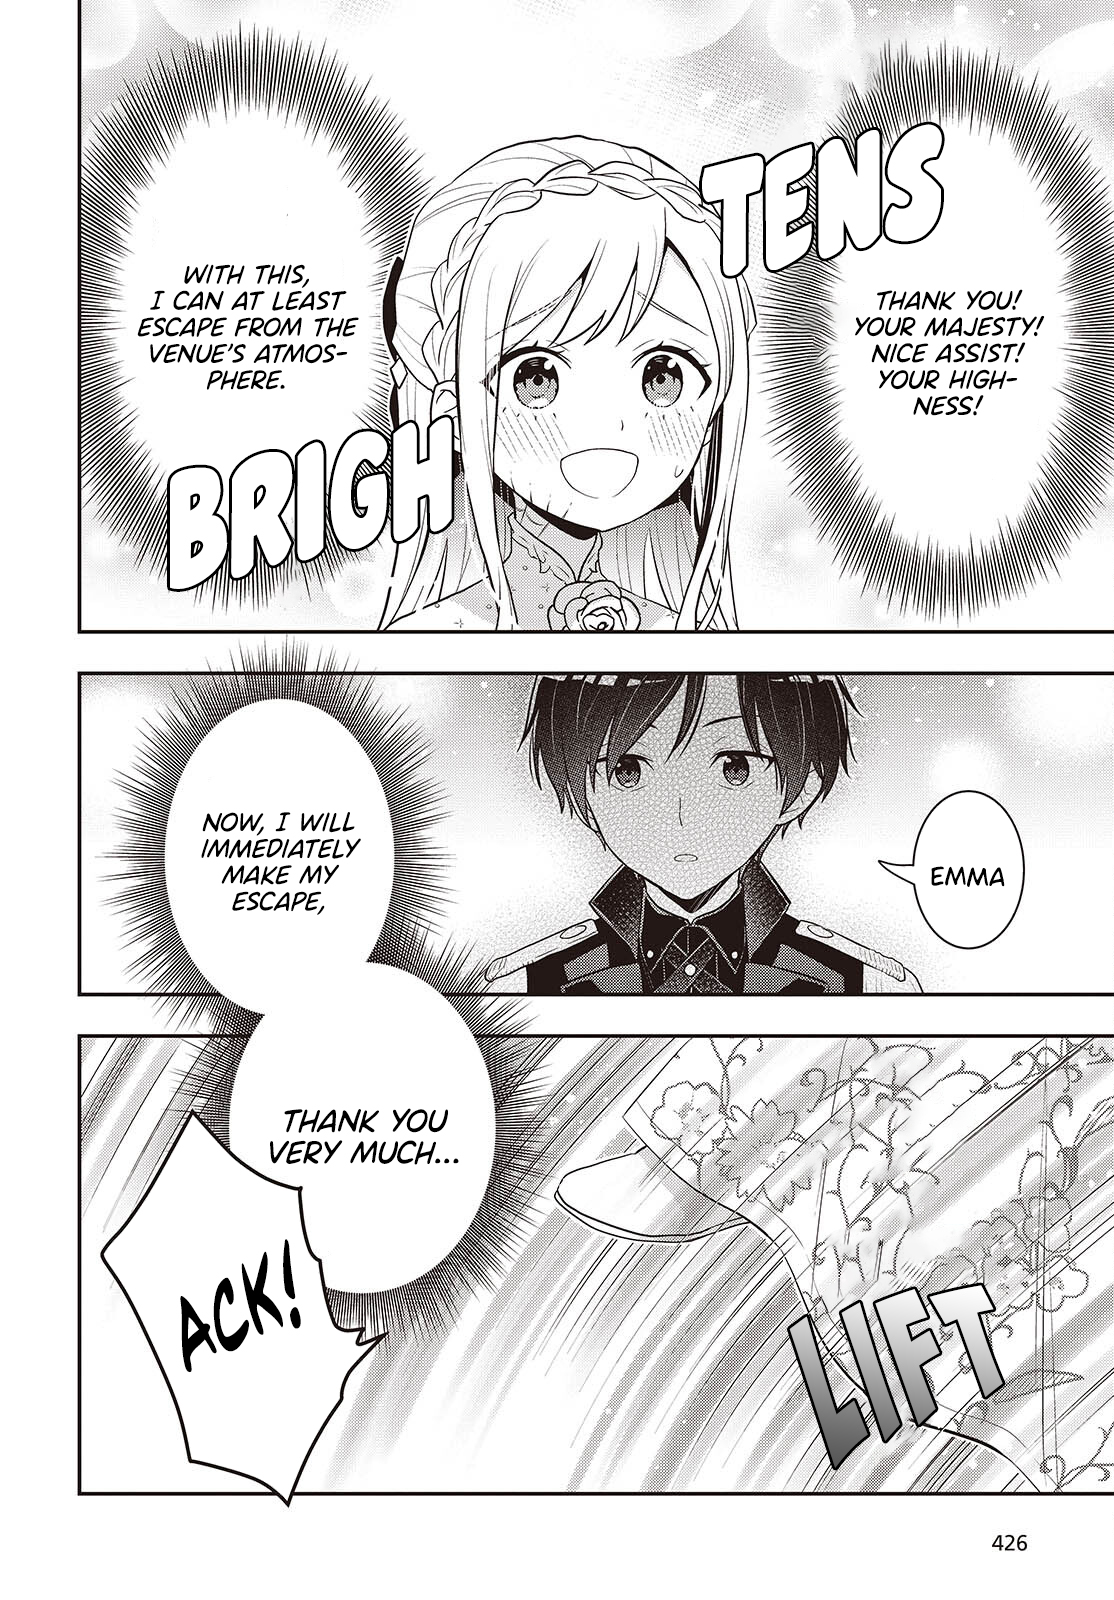 TENS
THANK YOU!
YOUR MAJESTY!
NICE ASSIST!
YOUR HIGH-
NESS!
WITH THIS,
I CAN AT LEAST
ESCAPE FROM THE
VENUE'S ATMOS-
PHERE.
BRIGH
EMMA
NOW, I WILL
IMMEDIATELY
MAKE MY
ESCAPE,
THANK YOU
VERY MUCH...
LIFT
ACK!
426